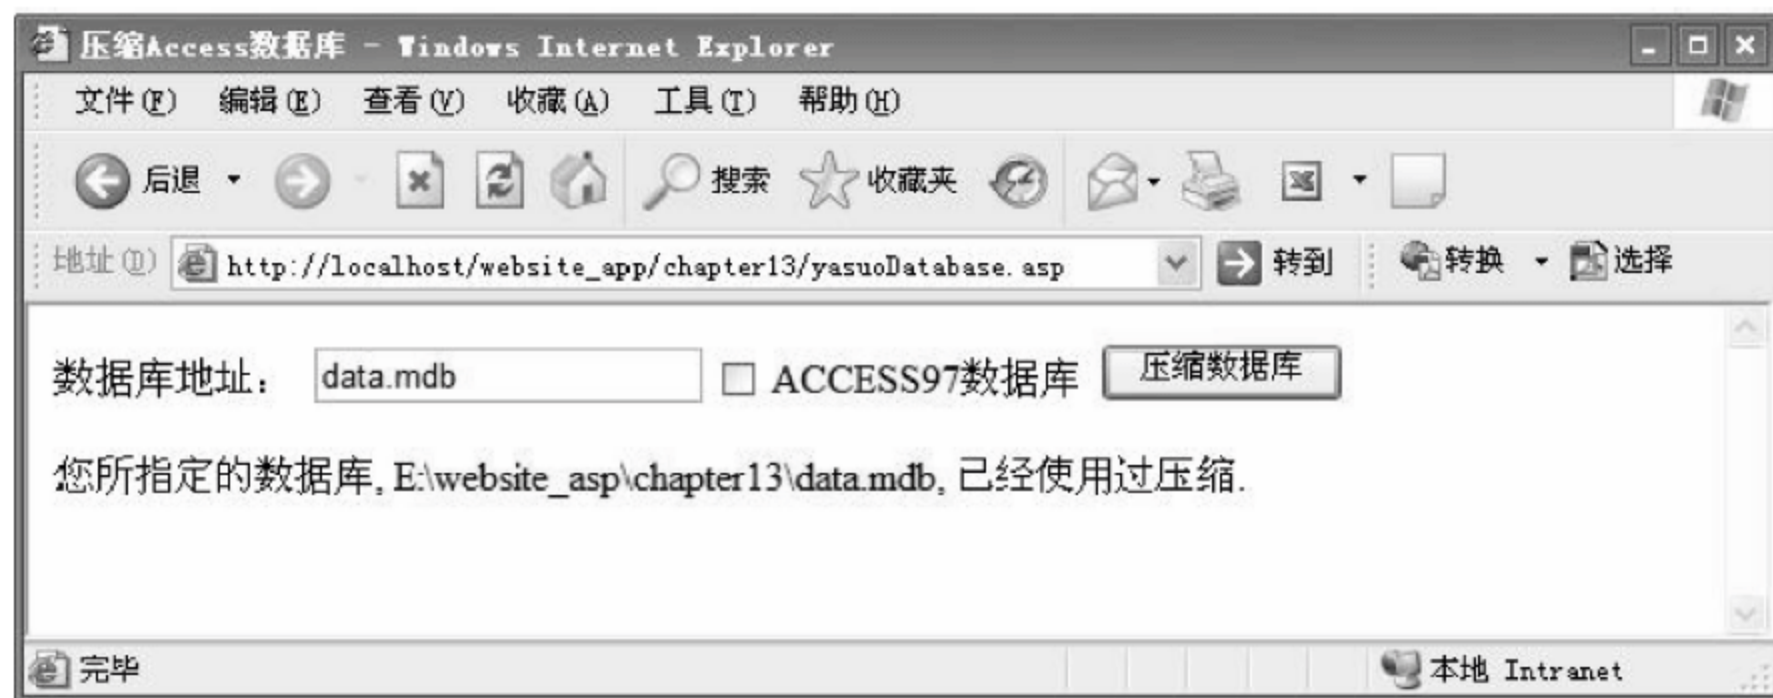 压缩Access数据库 - Windows Internet Explorer
文件(F) 编辑(E) 查看(V) 收藏(A) 工具(T) 帮助(H)
后退 搜索 收藏夹
地址(D) http://localhost/website_app/chapter13/yasuoDatabase.asp 转到 转换 选择
数据库地址： data.mdb ACCESS97数据库 压缩数据库
您所指定的数据库, E:\website_asp\chapter13\data.mdb, 已经使用过压缩.
完毕 本地 Intranet